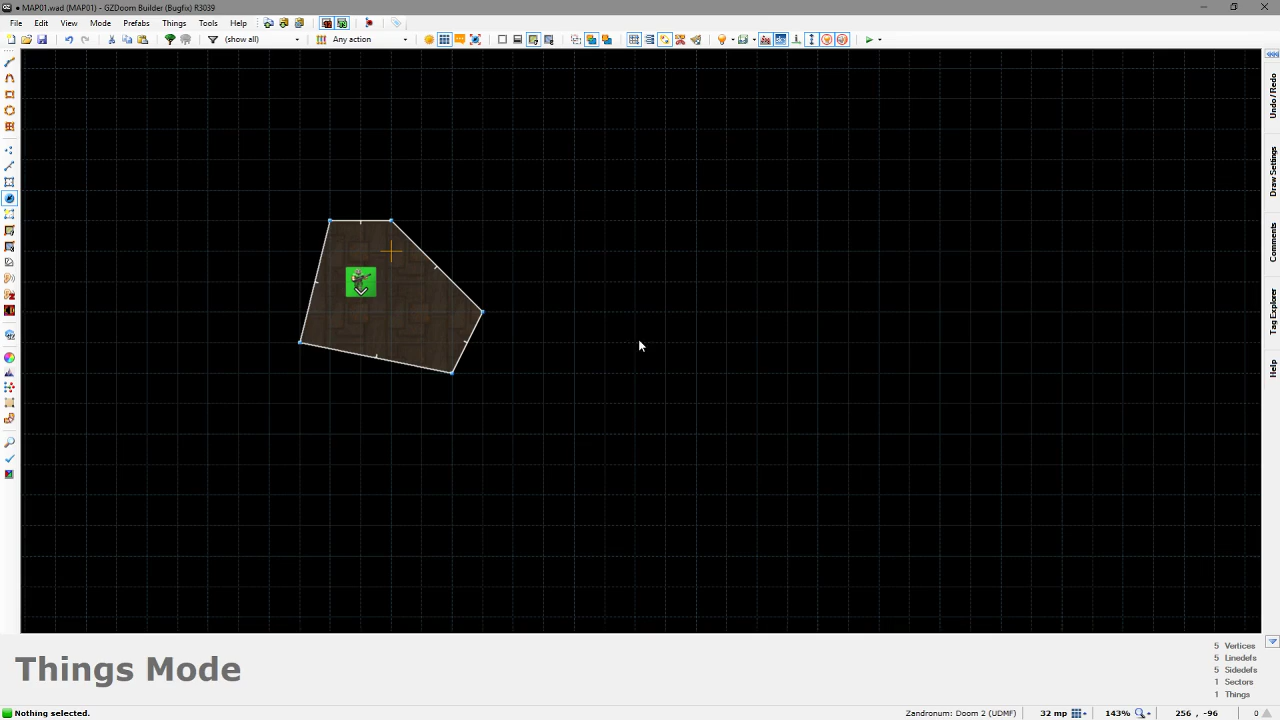 • MAP01.wad (MAP01) - GZDoom Builder (Bugfix) R3039
File Edit View Mode Prefabs Things Tools Help
(show all) Any action
Undo / Redo
Draw Settings
Comments
Tag Explorer
Help
Things Mode
5 Vertices
5 Linedefs
5 Sidedefs
1 Sectors
1 Things
Nothing selected. Zandronum: Doom 2 (UDMF) 32 mp 143% 256 , -96 0